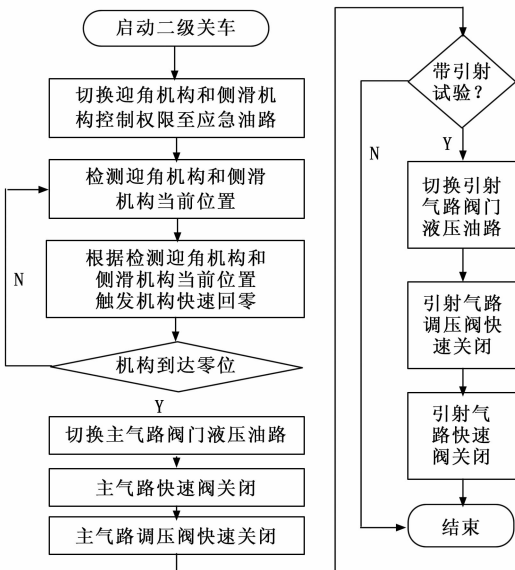 启动二级关车
切换迎角机构和侧滑机
构控制权限至应急油路
检测迎角机构和侧滑
机构当前位置
根据检测迎角机构和
侧滑机构当前位置
触发机构快速回零
N
机构到达零位
Y
切换主气路阀门液压油路
主气路快速阀关闭
主气路调压阀快速关闭
带引射
试验？
N
Y
切换引射
气路阀门
液压油路
引射气路
调压阀快
速关闭
引射气
路快速
阀关闭
结束